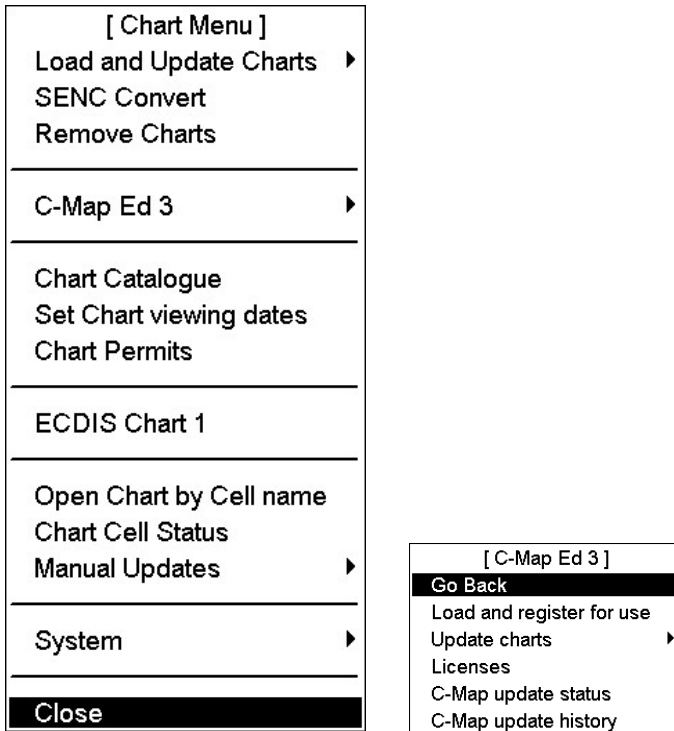 [ Chart Menu ]
Load and Update Charts
SENC Convert
Remove Charts
C-Map Ed 3
Chart Catalogue
Set Chart viewing dates
Chart Permits
ECDIS Chart 1
Open Chart by Cell name
Chart Cell Status
Manual Updates
System
Close
[ C-Map Ed 3 ]
Go Back
Load and register for use
Update charts
Licenses
C-Map update status
C-Map update history